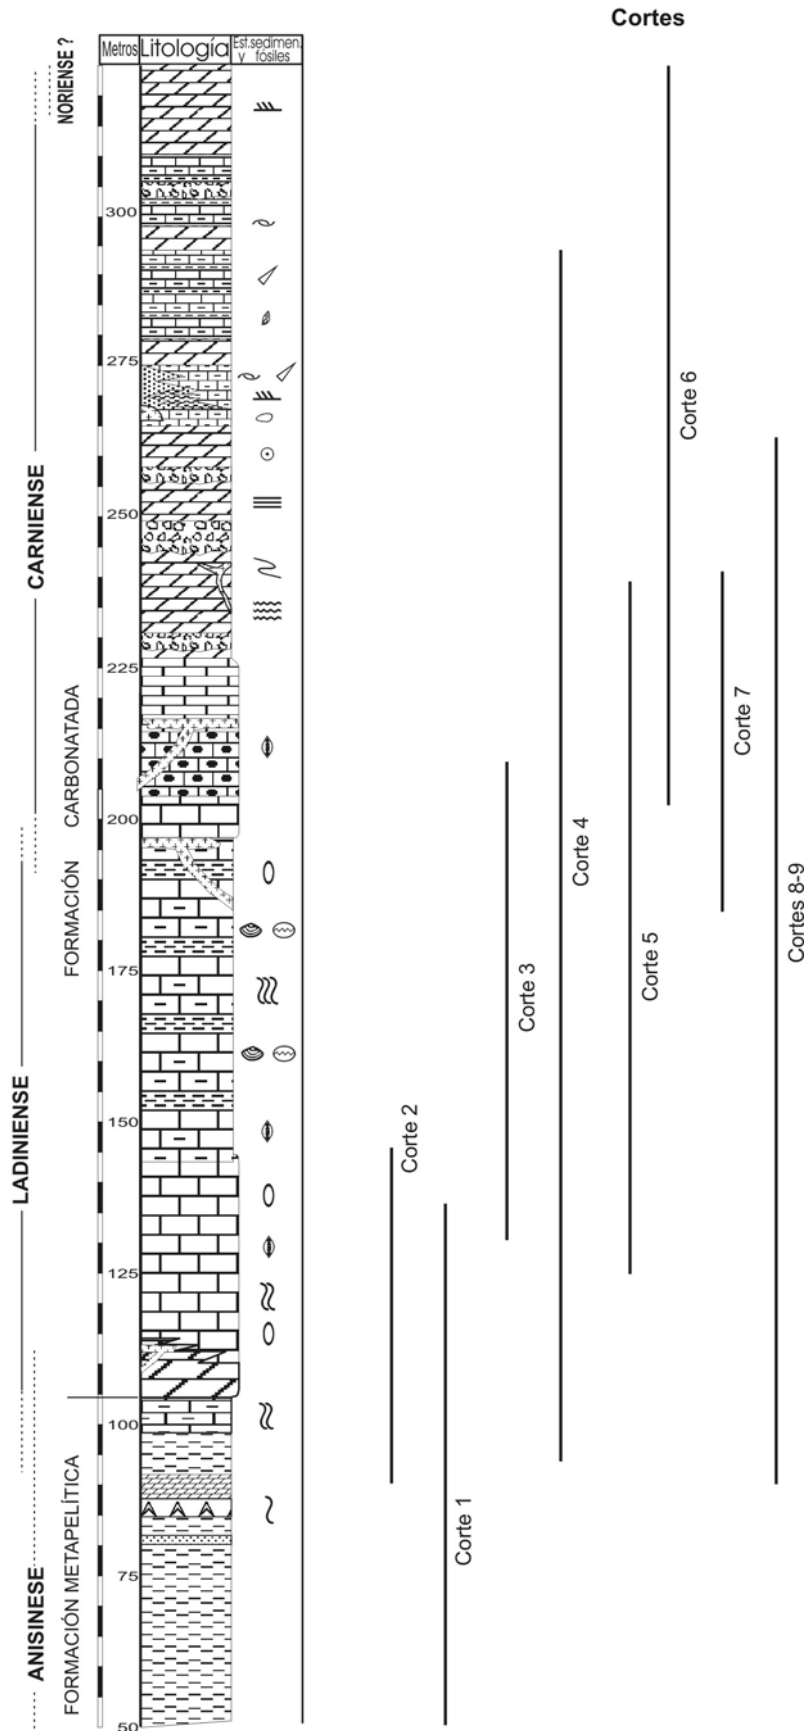 Cortes
Metros
Litología
Est.sedimen.
y fósiles
NORIENSE ?
CARNIENSE
LADINIENSE
ANISINESE
FORMACIÓN CARBONATADA
FORMACIÓN METAPELÍTICA
300
275
250
225
200
175
150
125
100
75
50
Corte 6
Corte 7
Corte 4
Cortes 8-9
Corte 5
Corte 3
Corte 2
Corte 1